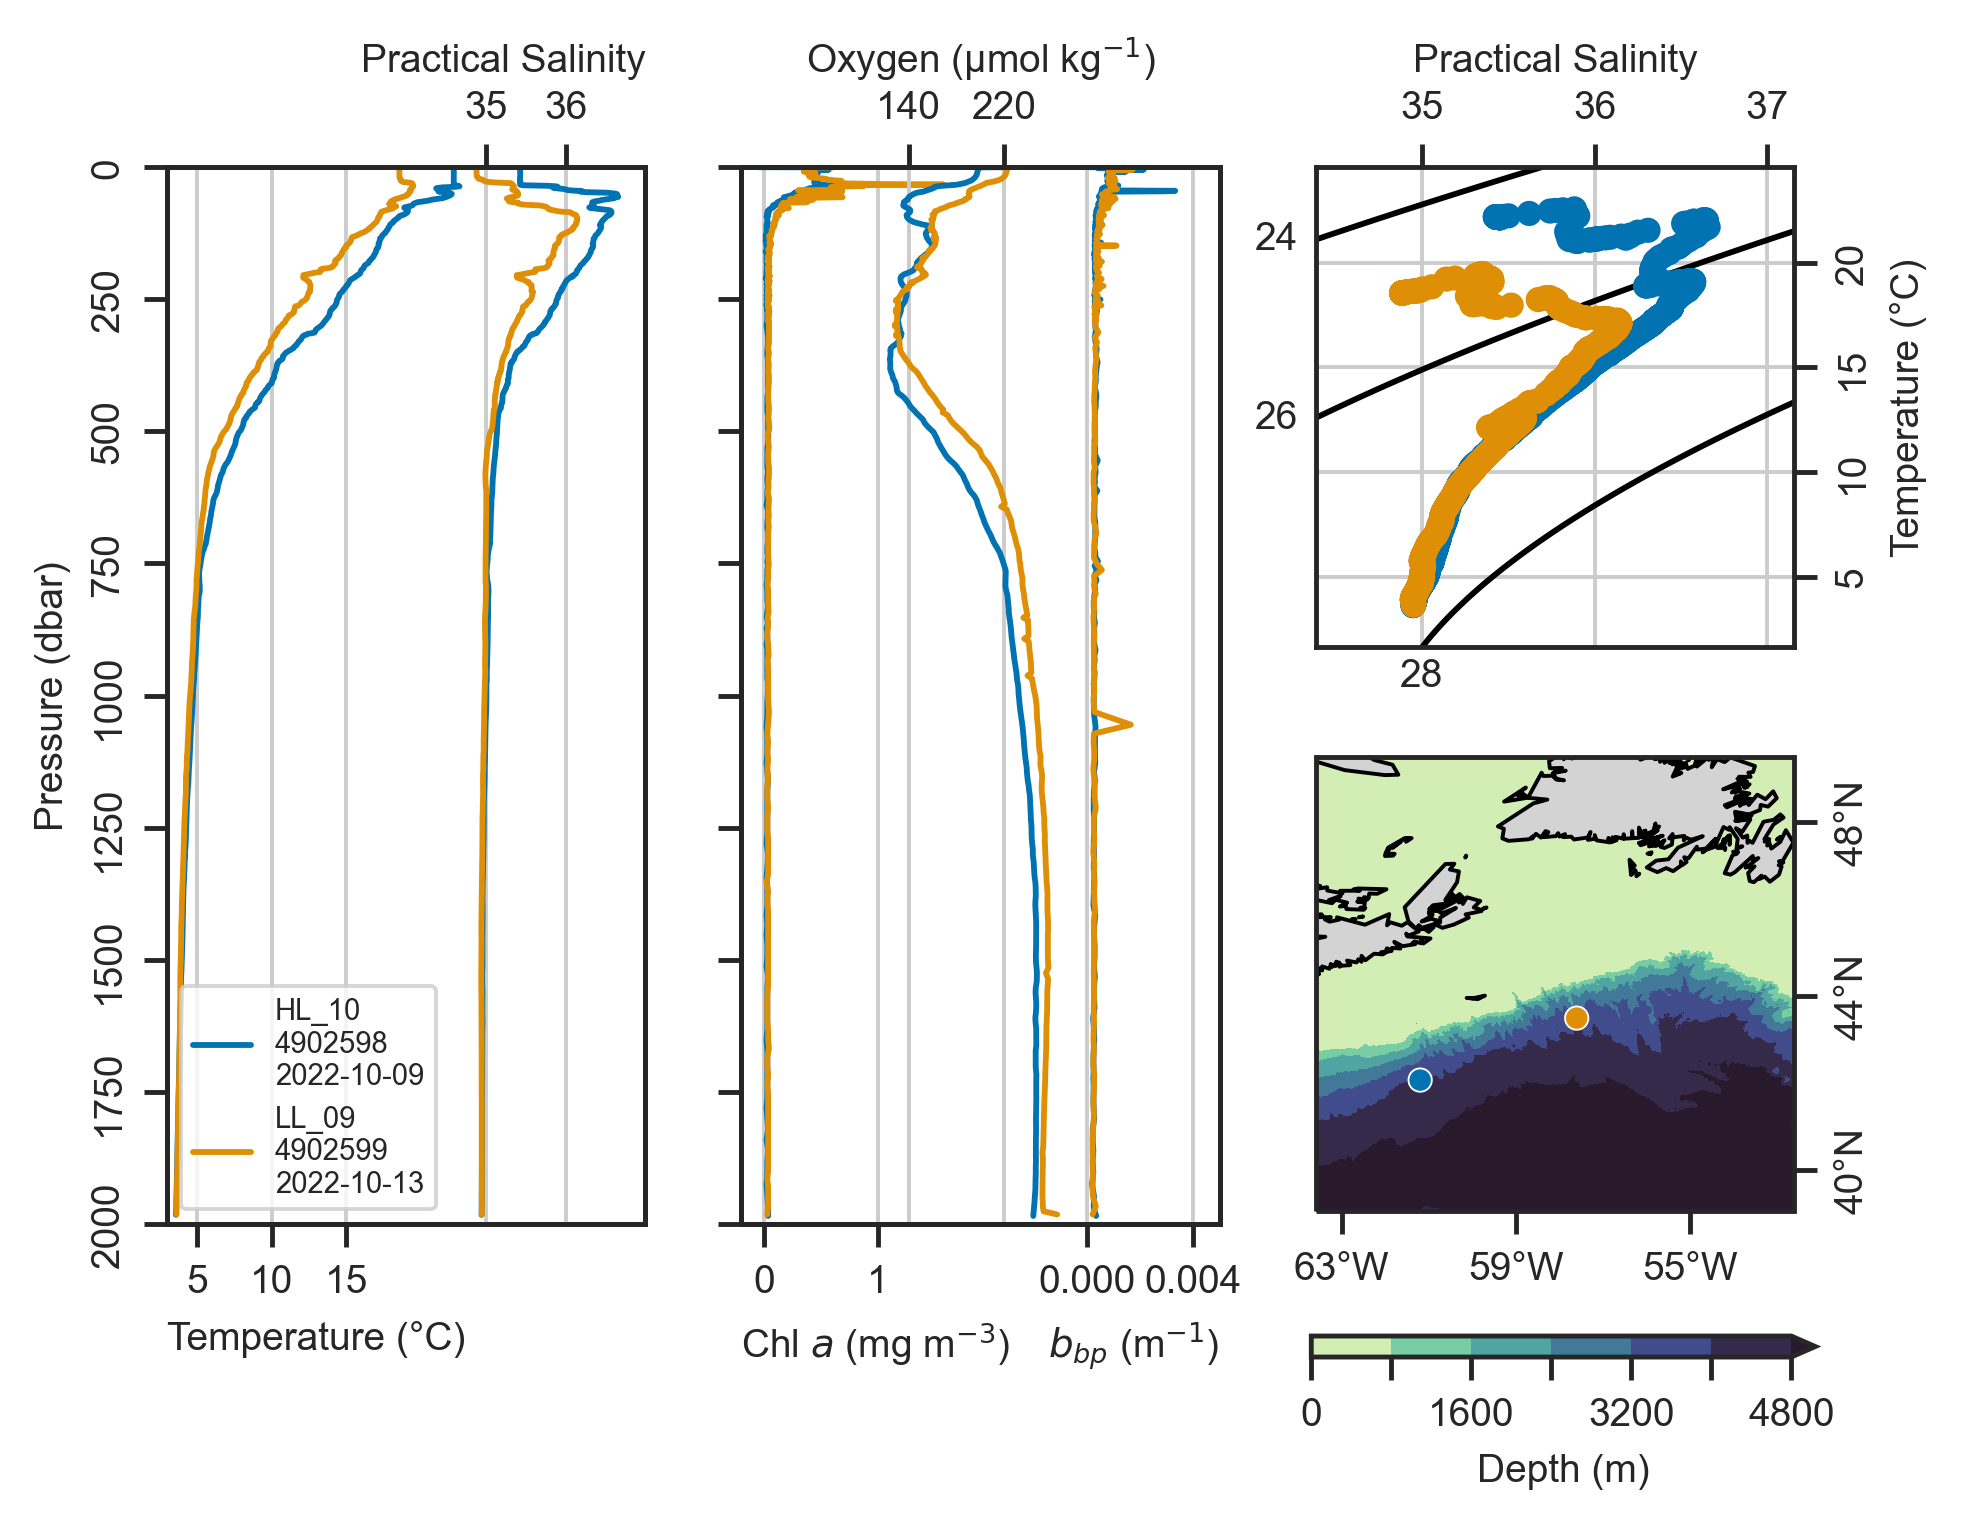 Practical Salinity
35 36
0
250
500
750
1000
1250
1500
1750
2000
Pressure (dbar)
HL_10
4902598
2022-10-09
LL_09
4902599
2022-10-13
5 10 15
Temperature (°C)
Oxygen (µmol kg⁻¹)
140 220
0 1 0.000 0.004
Chl a (mg m⁻³) b_bp (m⁻¹)
Practical Salinity
35 36 37
24
26
28
20
15
10
5
Temperature (°C)
48°N
44°N
40°N
63°W 59°W 55°W
0 1600 3200 4800
Depth (m)